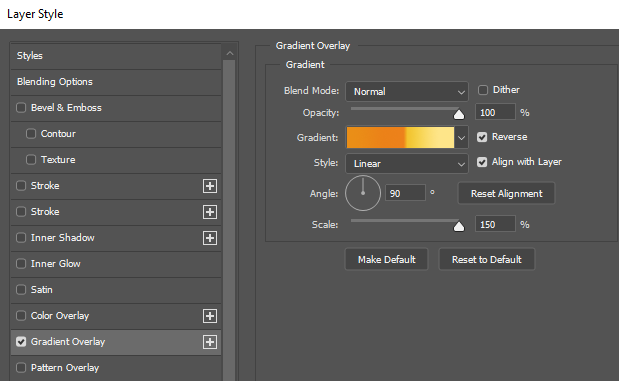 Layer Style
Styles
Blending Options
Bevel & Emboss
Contour
Texture
Stroke
Stroke
Inner Shadow
Inner Glow
Satin
Color Overlay
Gradient Overlay
Pattern Overlay
Gradient Overlay
Gradient
Blend Mode: Normal Dither
Opacity: 100 %
Gradient: Reverse
Style: Linear Align with Layer
Angle: 90 ° Reset Alignment
Scale: 150 %
Make Default Reset to Default